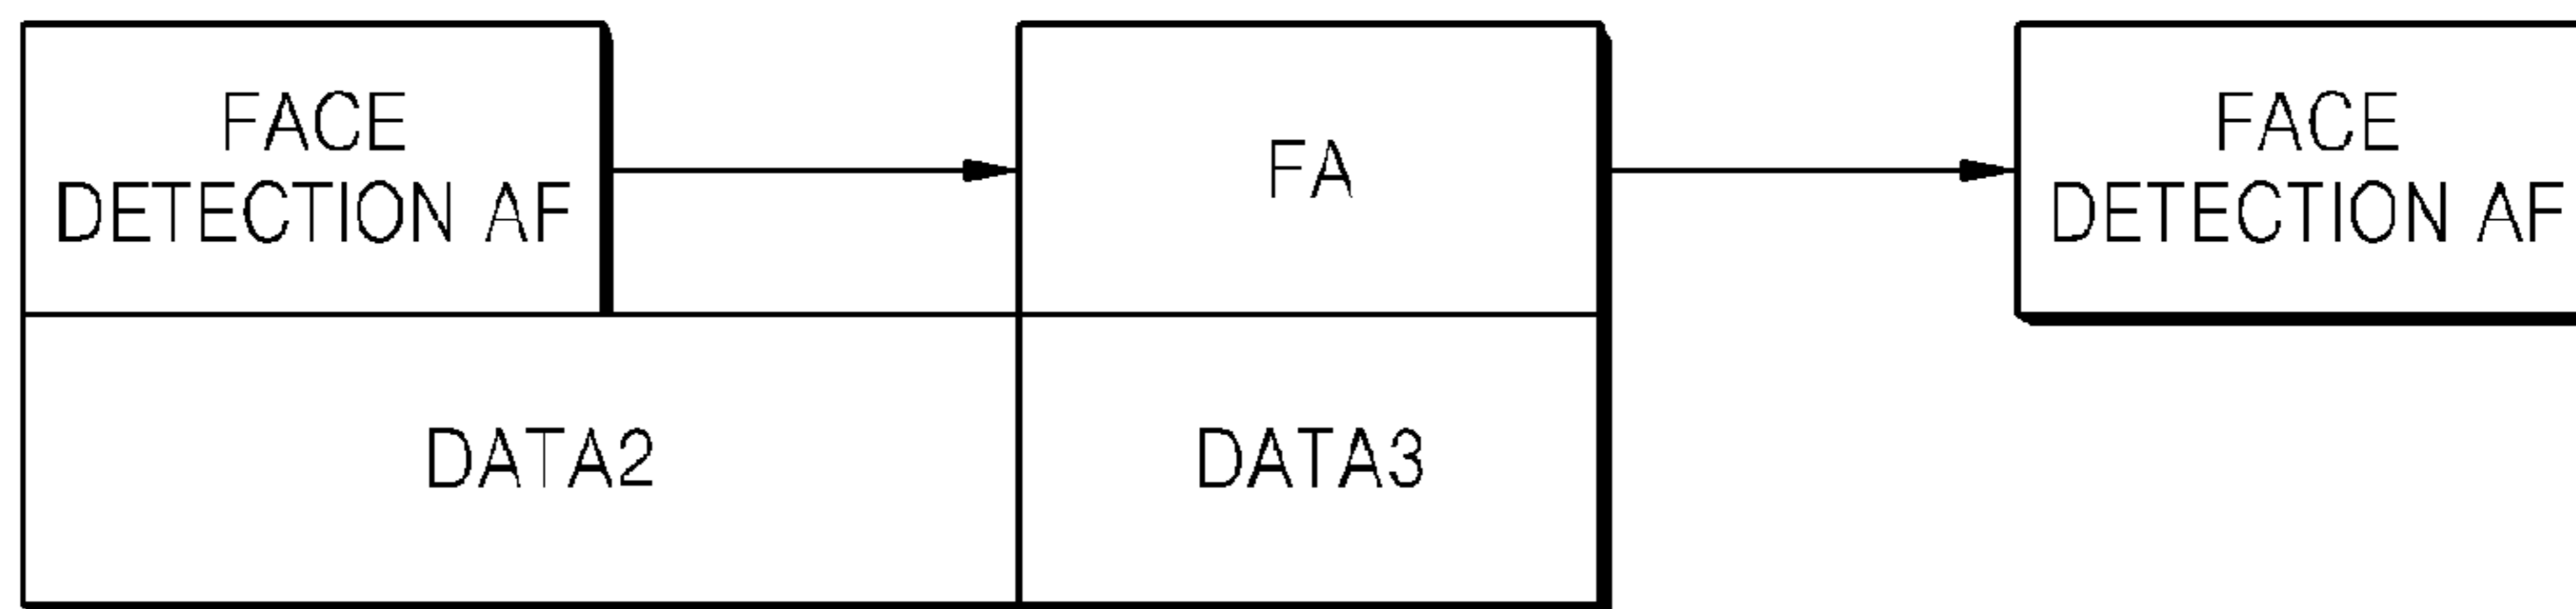 FACE
DETECTION AF
FA
FACE
DETECTION AF
DATA2
DATA3